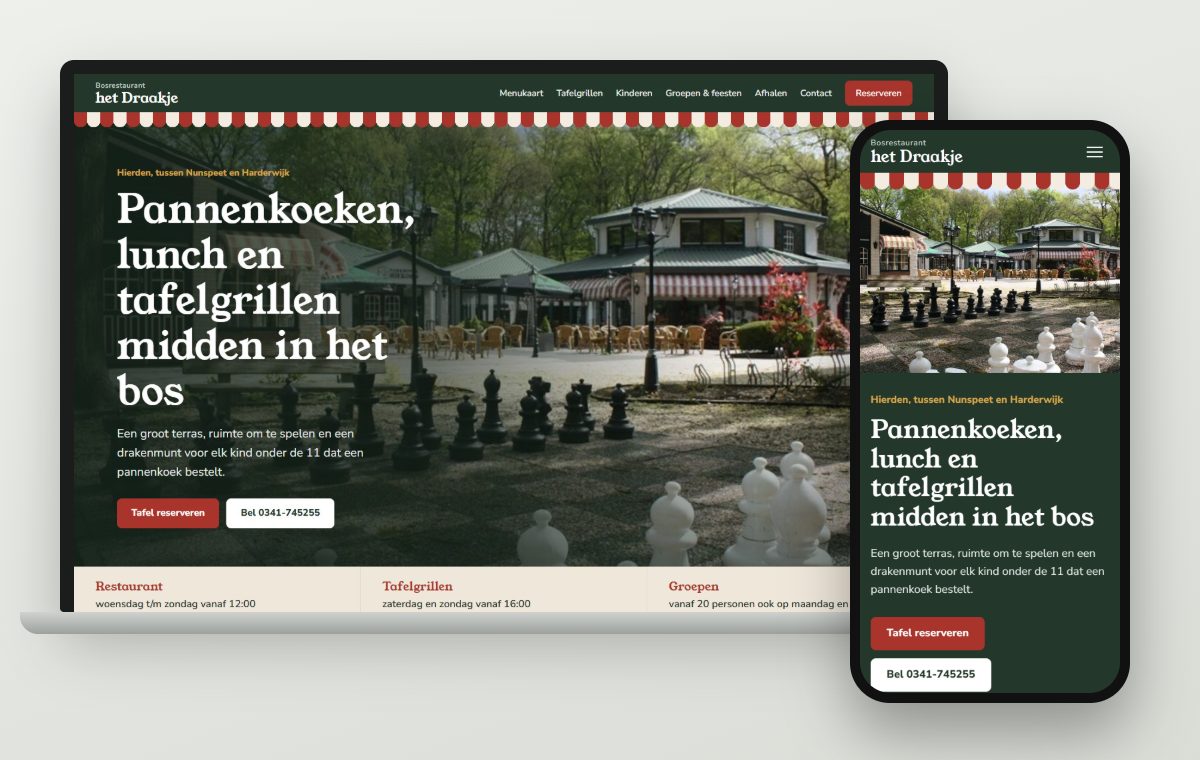 Bosrestaurant
het Draakje
Menukaart Tafelgrillen Kinderen Groepen & feesten Afhalen Contact Reserveren
Hierden, tussen Nunspeet en Harderwijk
Pannenkoeken,
lunch en
tafelgrillen
midden in het
bos
Een groot terras, ruimte om te spelen en een
drakenmunt voor elk kind onder de 11 dat een
pannenkoek bestelt.
Tafel reserveren Bel 0341-745255
Restaurant
woensdag t/m zondag vanaf 12:00
Tafelgrillen
zaterdag en zondag vanaf 16:00
Groepen
vanaf 20 personen ook op maandag en
Bosrestaurant
het Draakje
Hierden, tussen Nunspeet en Harderwijk
Pannenkoeken,
lunch en
tafelgrillen
midden in het bos
Een groot terras, ruimte om te spelen en een
drakenmunt voor elk kind onder de 11 dat een
pannenkoek bestelt.
Tafel reserveren
Bel 0341-745255